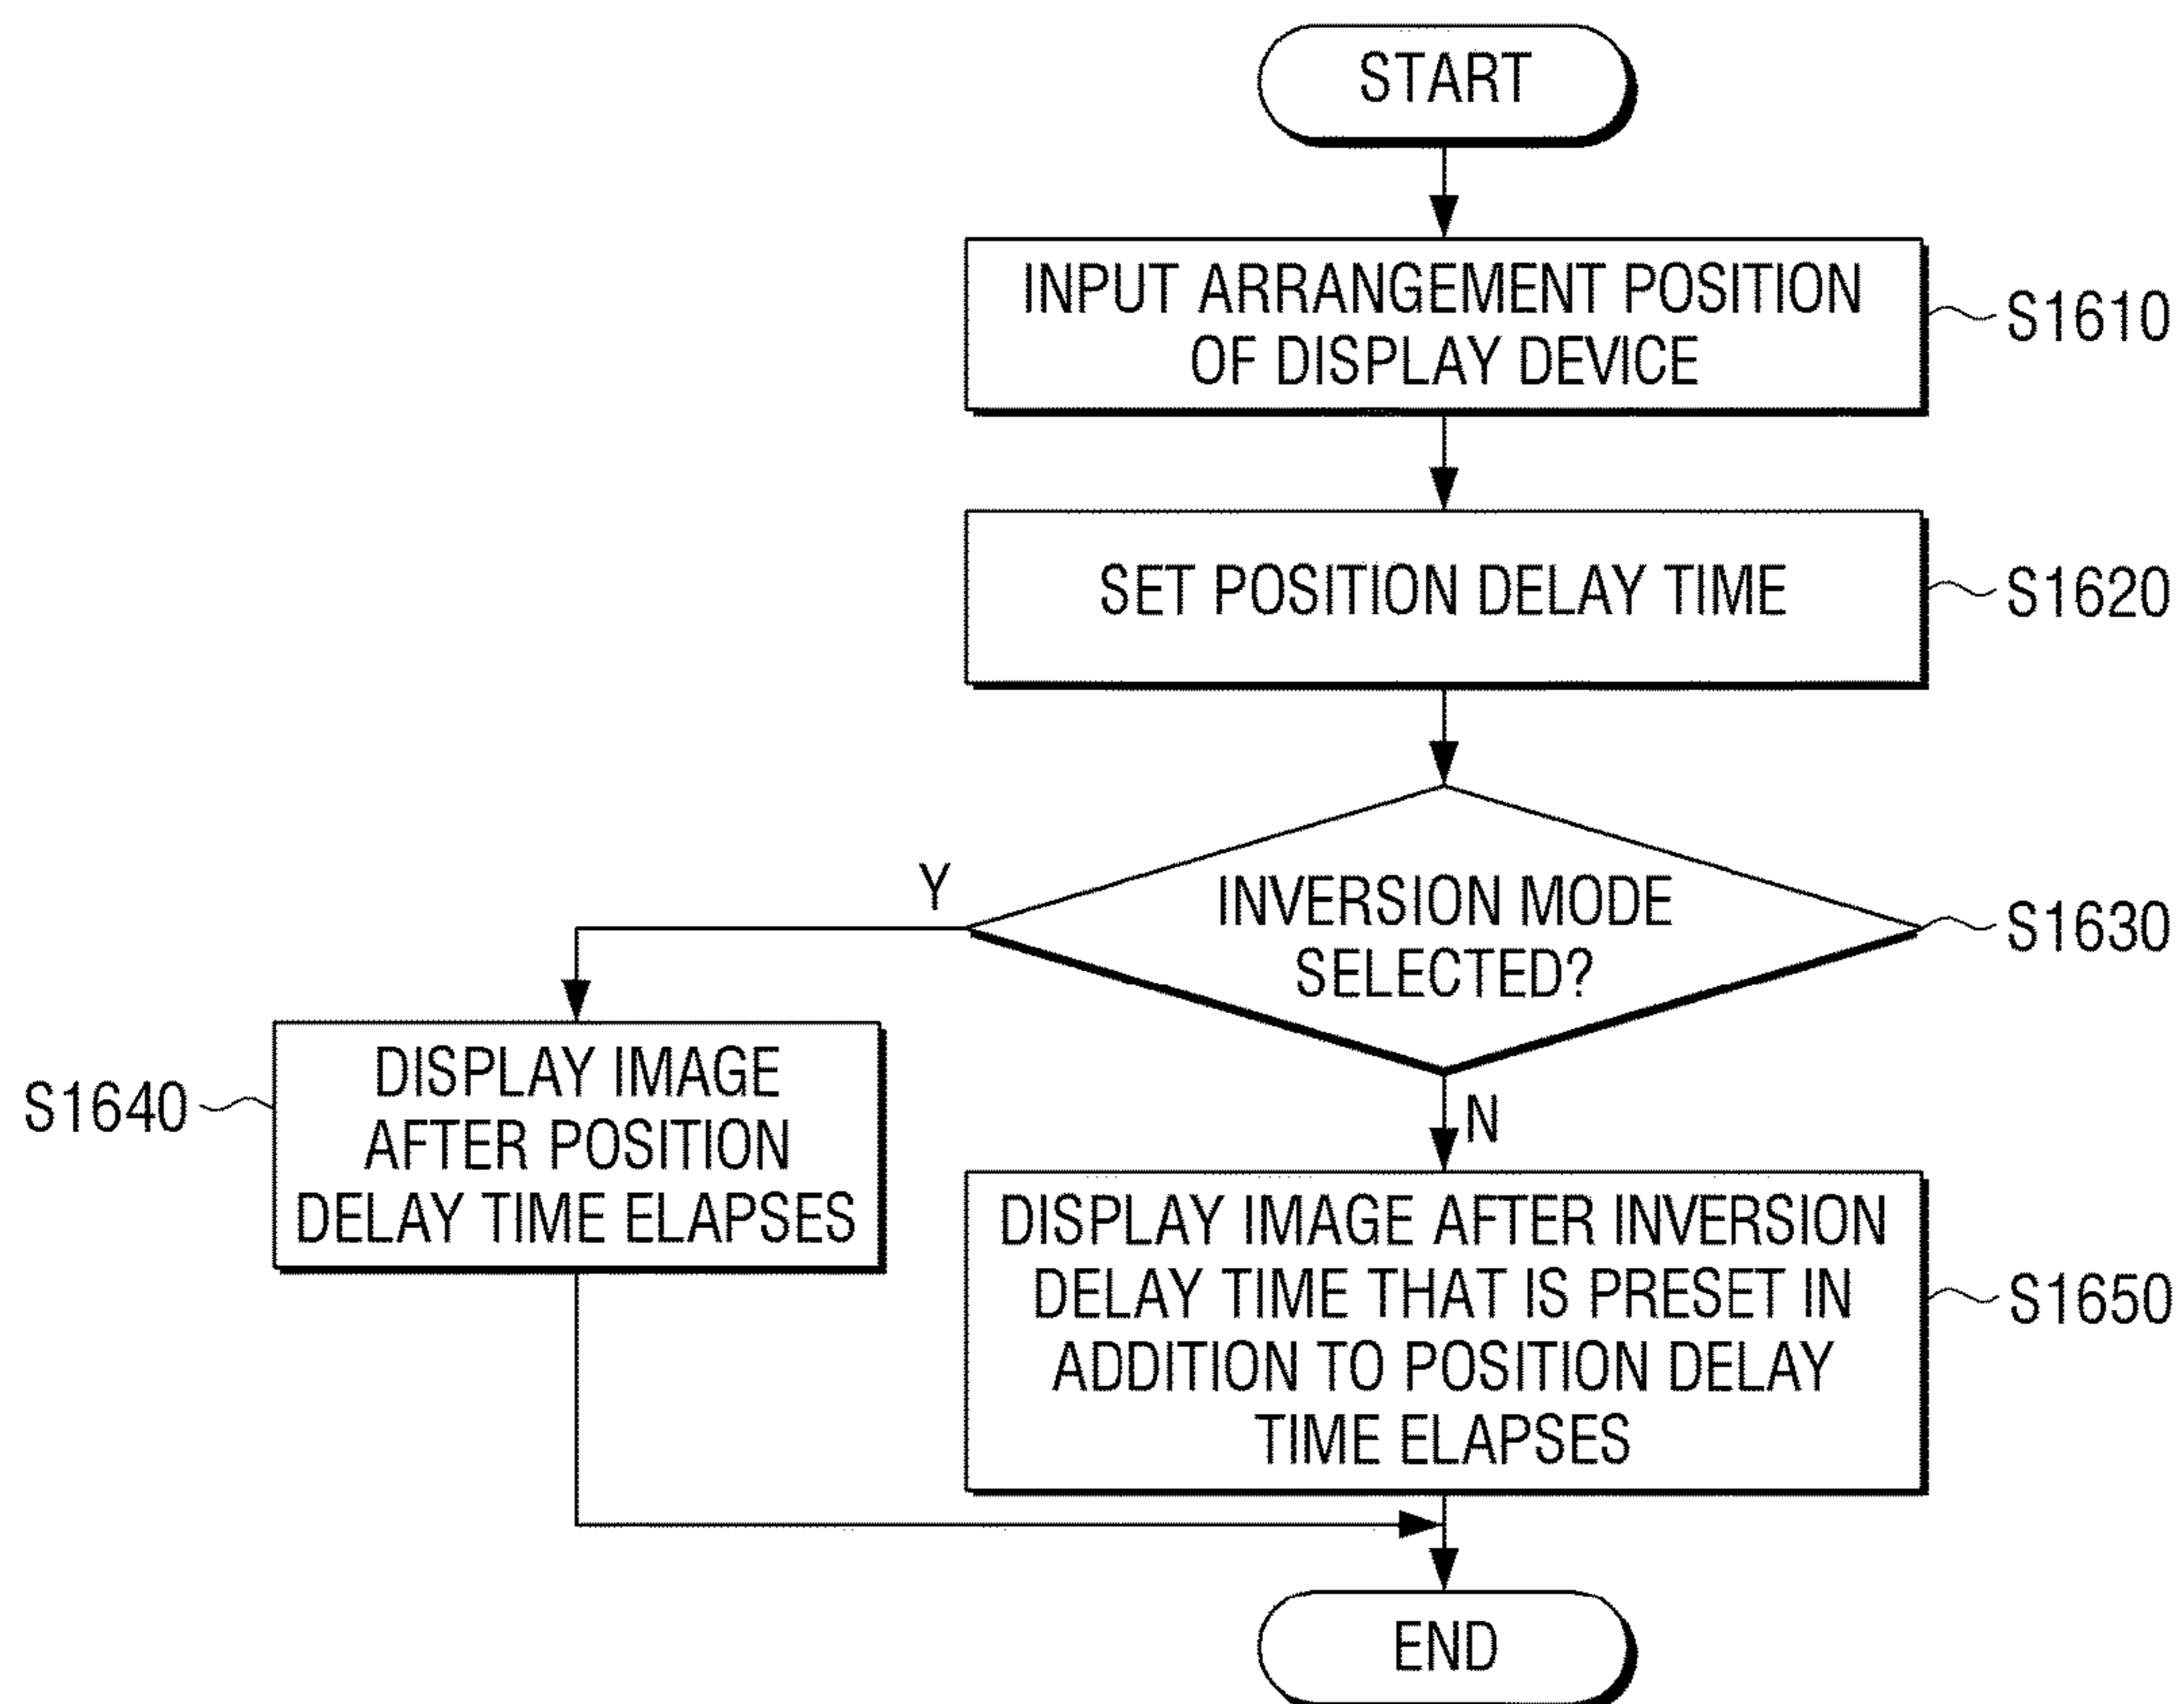 START
INPUT ARRANGEMENT POSITION
OF DISPLAY DEVICE
S1610
SET POSITION DELAY TIME
S1620
INVERSION MODE
SELECTED?
S1630
Y
N
DISPLAY IMAGE
AFTER POSITION
DELAY TIME ELAPSES
S1640
DISPLAY IMAGE AFTER INVERSION
DELAY TIME THAT IS PRESET IN
ADDITION TO POSITION DELAY
TIME ELAPSES
S1650
END